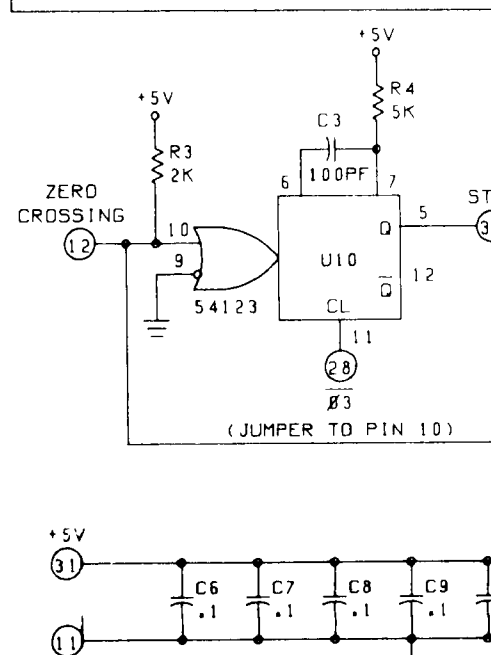 +5V
R4
5K
+5V
C3
100PF
R3
2K
6
7
ZERO
CROSSING
12
10
9
54123
Q
5
ST
3
U10
Q̅
12
CL
11
28
Ø3
(JUMPER TO PIN 10)
+5V
31
C6
.1
C7
.1
C8
.1
C9
.1
11